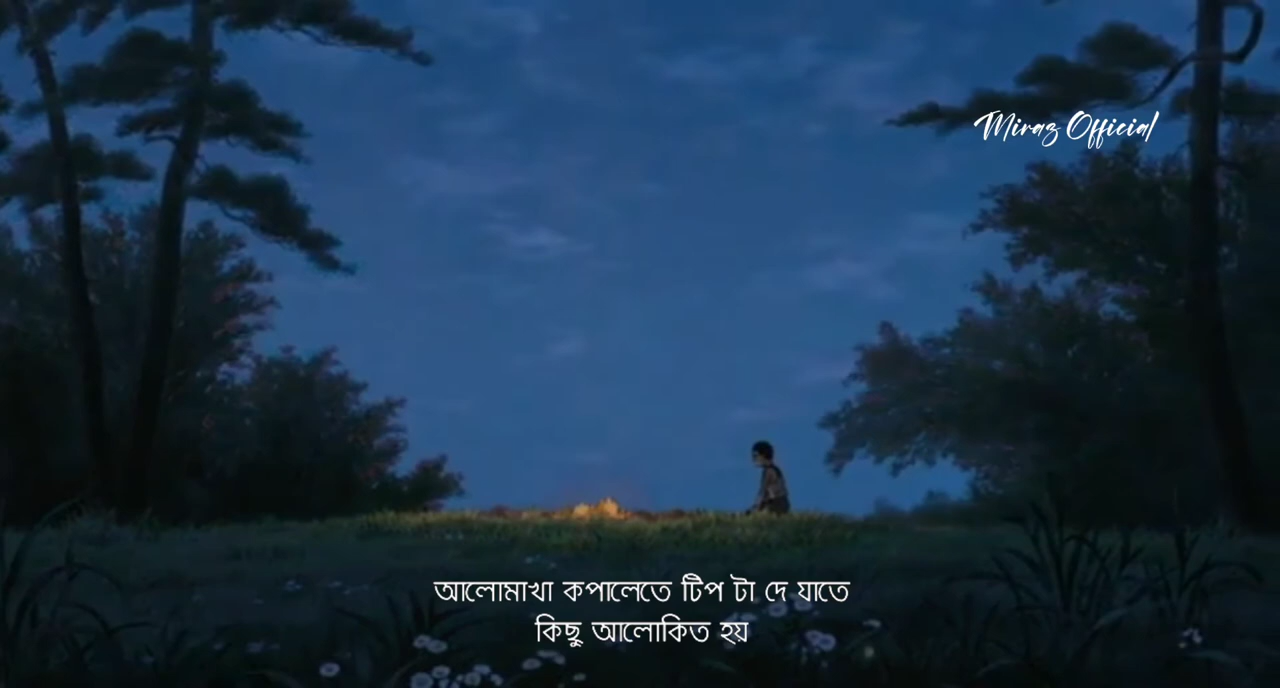 Miraz Official
আলোমাখা কপালেতে টিপ টা দে যাতে
কিছু আলোকিত হয়